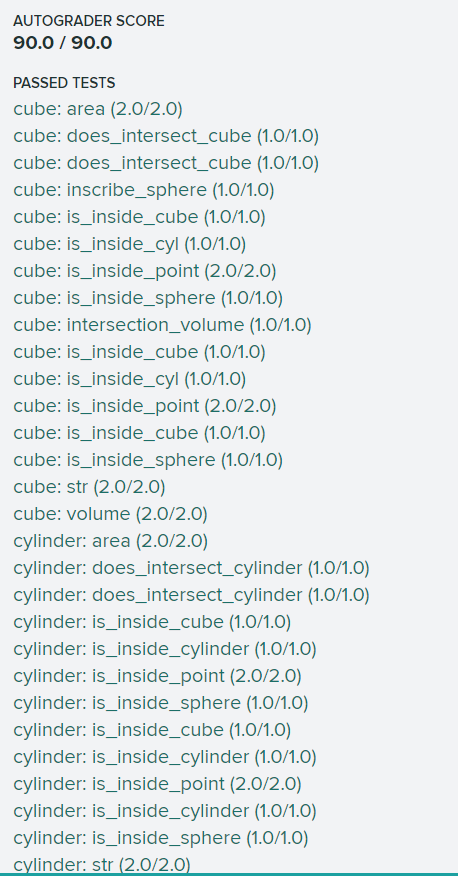 AUTOGRADER SCORE
90.0 / 90.0
PASSED TESTS
cube: area (2.0/2.0)
cube: does_intersect_cube (1.0/1.0)
cube: does_intersect_cube (1.0/1.0)
cube: inscribe_sphere (1.0/1.0)
cube: is_inside_cube (1.0/1.0)
cube: is_inside_cyl (1.0/1.0)
cube: is_inside_point (2.0/2.0)
cube: is_inside_sphere (1.0/1.0)
cube: intersection_volume (1.0/1.0)
cube: is_inside_cube (1.0/1.0)
cube: is_inside_cyl (1.0/1.0)
cube: is_inside_point (2.0/2.0)
cube: is_inside_cube (1.0/1.0)
cube: is_inside_sphere (1.0/1.0)
cube: str (2.0/2.0)
cube: volume (2.0/2.0)
cylinder: area (2.0/2.0)
cylinder: does_intersect_cylinder (1.0/1.0)
cylinder: does_intersect_cylinder (1.0/1.0)
cylinder: is_inside_cube (1.0/1.0)
cylinder: is_inside_cylinder (1.0/1.0)
cylinder: is_inside_point (2.0/2.0)
cylinder: is_inside_sphere (1.0/1.0)
cylinder: is_inside_cube (1.0/1.0)
cylinder: is_inside_cylinder (1.0/1.0)
cylinder: is_inside_point (2.0/2.0)
cylinder: is_inside_cylinder (1.0/1.0)
cylinder: is_inside_sphere (1.0/1.0)
cylinder: str (2.0/2.0)